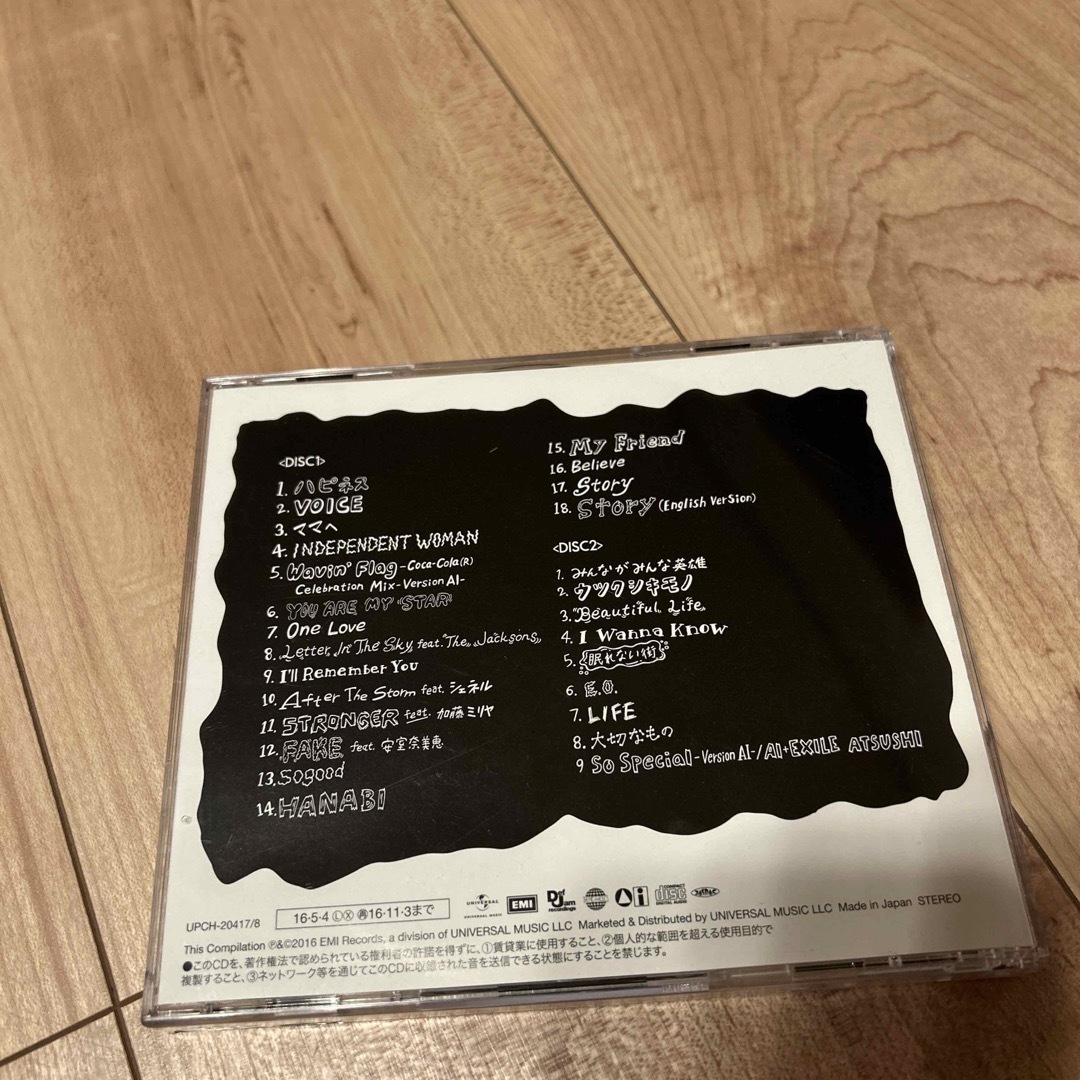 <DISC1>
1. ハピネス
2. VOICE
3. ママへ
4. INDEPENDENT WOMAN
5. Wavin' Flag -Coca-Cola(R)
Celebration Mix-Version AI-
6. YOU ARE MY STAR
7. One Love
8. Letter In The Sky feat. The Jacksons
9. I'll Remember You
10. After The Storm feat. シェネル
11. STRONGER feat. 加藤ミリヤ
12. FAKE feat. 安室奈美恵
13. So good
14. HANABI
15. My Friend
16. Believe
17. Story
18. Story (English Version)
<DISC2>
1. みんながみんな英雄
2. ウツクシキモノ
3. Beautiful Life
4. I Wanna Know
5. 眠れない街
6. E.O.
7. LIFE
8. 大切なもの
9 So Special -Version AI- / AI+EXILE ATSUSHI
UPCH-20417/8
16·5·4 Ⓛ Ⓧ ㊢16·11·3まで
UNIVERSAL
UNIVERSAL MUSIC
EMI
Def Jam recordings
COMPACT disc DIGITAL AUDIO
Made in Japan STEREO
This Compilation ℗&©2016 EMI Records, a division of UNIVERSAL MUSIC LLC Marketed & Distributed by UNIVERSAL MUSIC LLC
●このCDを、著作権法で認められている権利者の許諾を得ずに、①賃貸業に使用すること、②個人的な範囲を超える使用目的で
複製すること、③ネットワーク等を通じてこのCDに収録された音を送信できる状態にすることを禁じます。